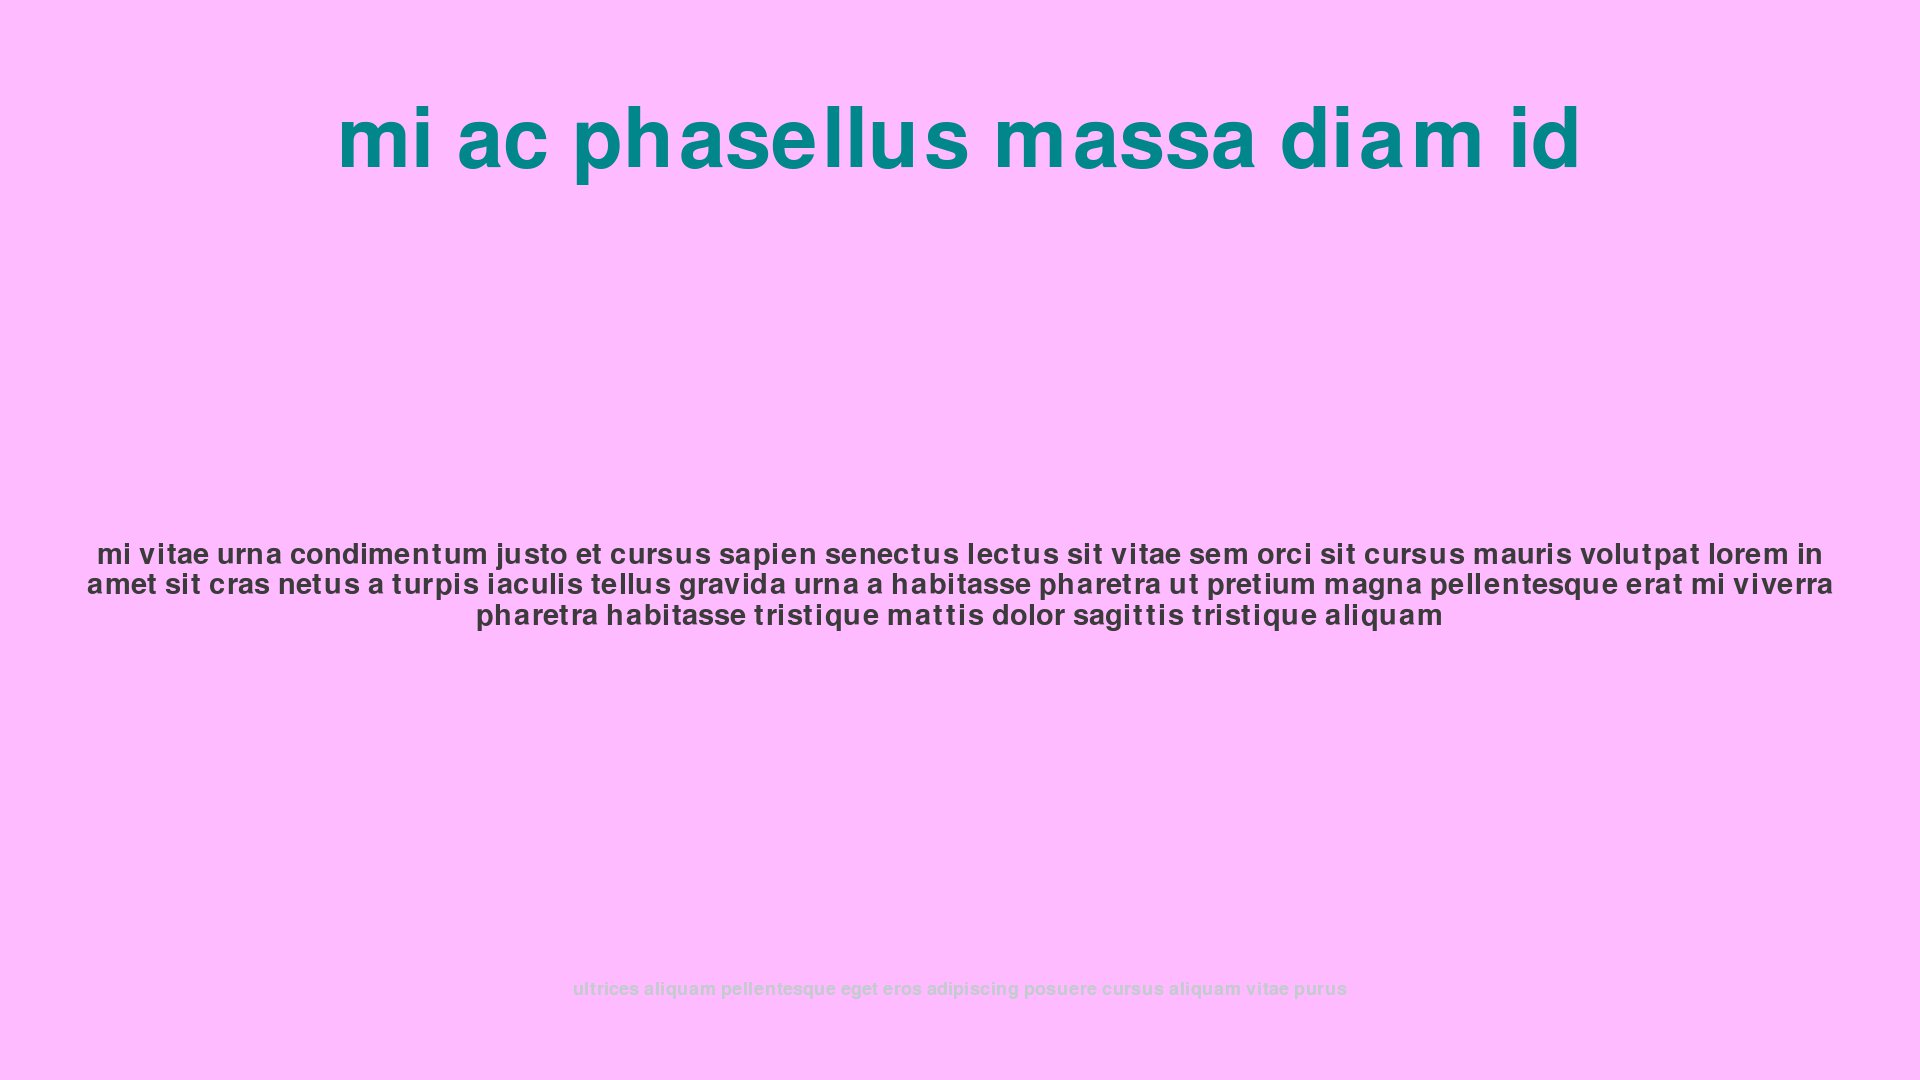 mi ac phasellus massa diam id
mi vitae urna condimentum justo et cursus sapien senectus lectus sit vitae sem orci sit cursus mauris volutpat lorem in
amet sit cras netus a turpis iaculis tellus gravida urna a habitasse pharetra ut pretium magna pellentesque erat mi viverra
pharetra habitasse tristique mattis dolor sagittis tristique aliquam
ultrices aliquam pellentesque eget eros adipiscing posuere cursus aliquam vitae purus